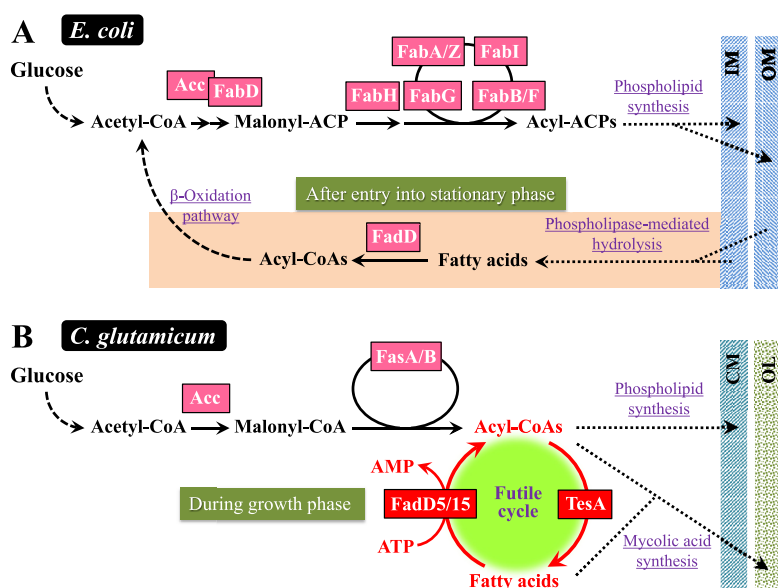 A E. coli
Glucose
Acc
FabD
FabA/Z FabI
FabH FabG FabB/F
Acetyl-CoA Malonyl-ACP Acyl-ACPs
Phospholipid
synthesis
IM OM
β-Oxidation
pathway
After entry into stationary phase
FadD
Acyl-CoAs Fatty acids
Phospholipase-mediated
hydrolysis
B C. glutamicum
Glucose
Acc
FasA/B
Acetyl-CoA Malonyl-CoA Acyl-CoAs
Phospholipid
synthesis
CM OL
AMP
During growth phase
FadD5/15
Futile
cycle
TesA
ATP
Fatty acids
Mycolic acid
synthesis